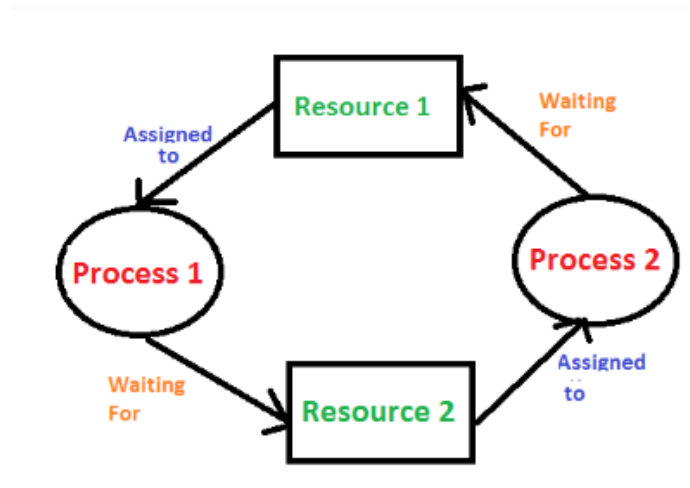 Resource 1
Waiting
For
Assigned
to
Process 1
Process 2
Waiting
For
Resource 2
Assigned
to